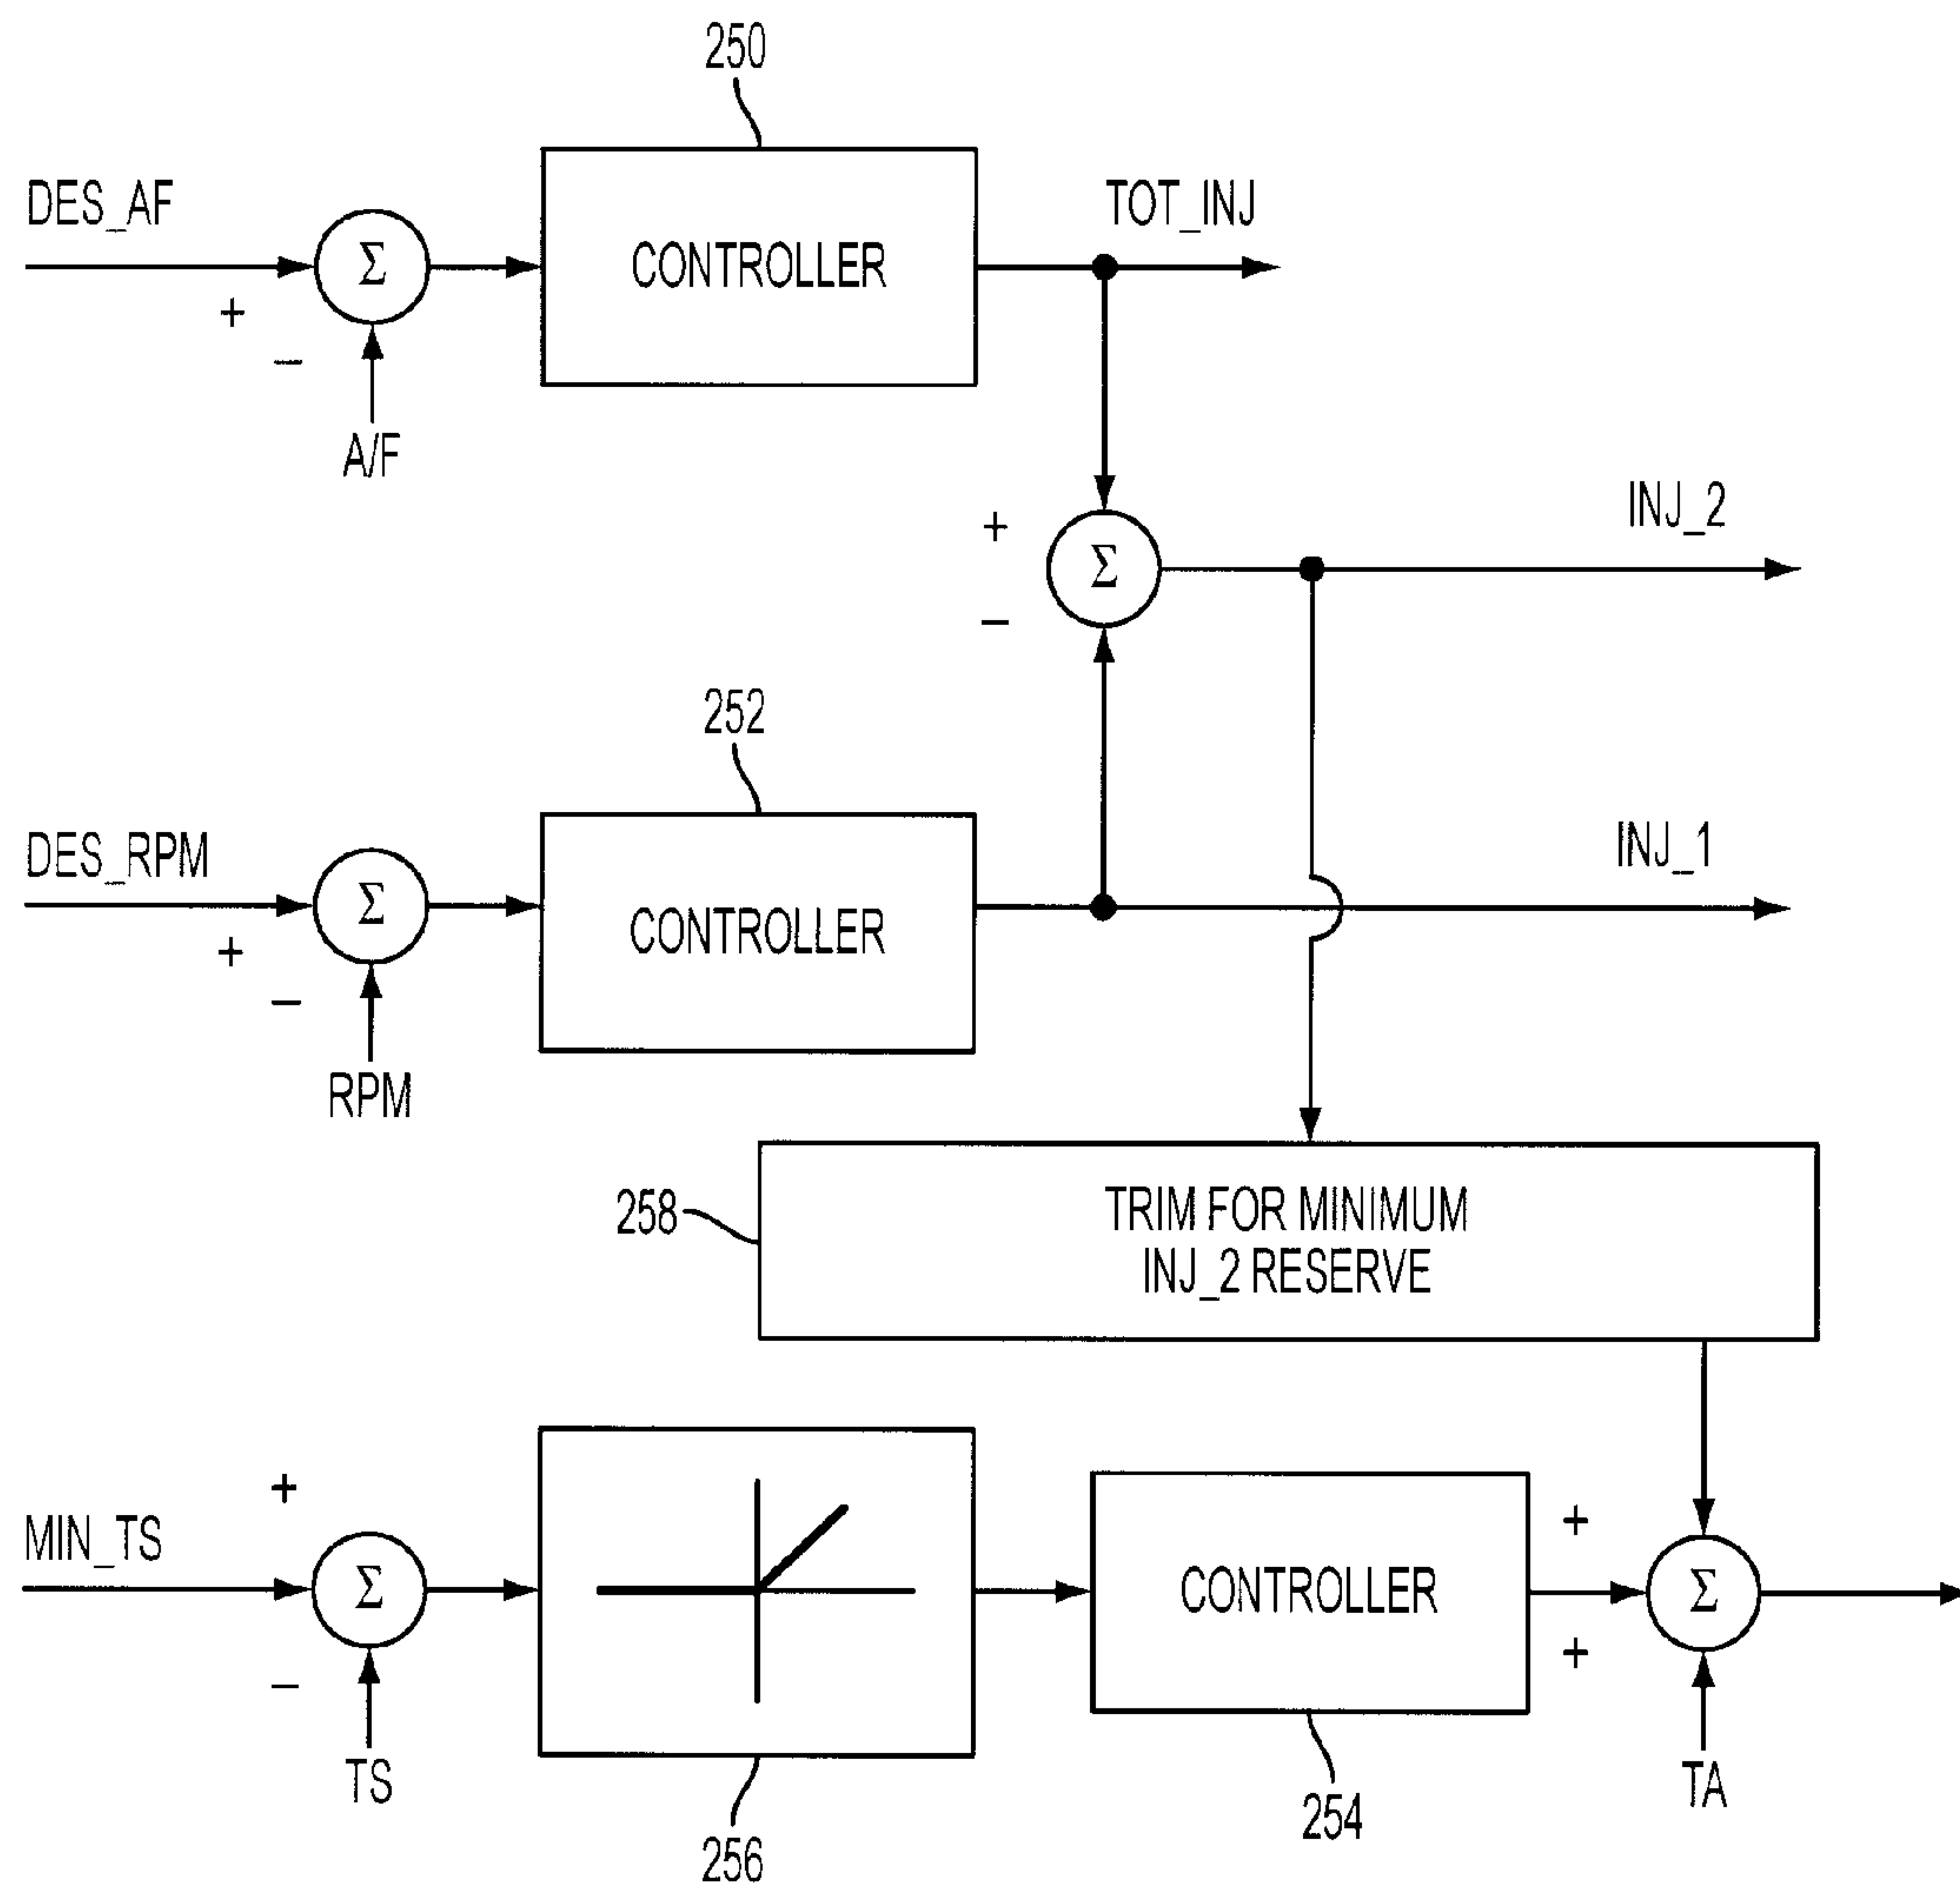 250
DES_AF
Σ
CONTROLLER
TOT_INJ
+
−
A/F
+
−
Σ
INJ_2
252
DES_RPM
Σ
CONTROLLER
INJ_1
+
−
RPM
258
TRIM FOR MINIMUM
INJ_2 RESERVE
MIN_TS
+
−
Σ
TS
256
CONTROLLER
254
+
+
Σ
TA